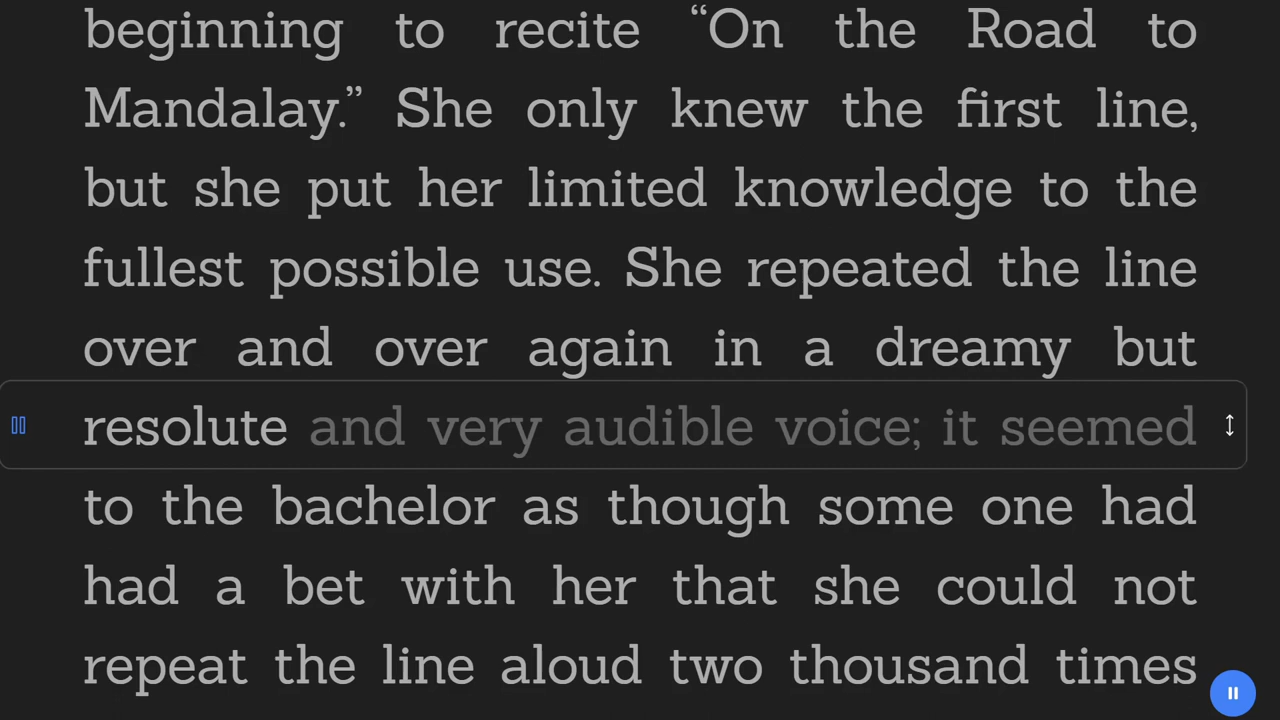 beginning to recite “On the Road to
Mandalay.” She only knew the first line,
but she put her limited knowledge to the
fullest possible use. She repeated the line
over and over again in a dreamy but
resolute and very audible voice; it seemed
to the bachelor as though some one had
had a bet with her that she could not
repeat the line aloud two thousand times